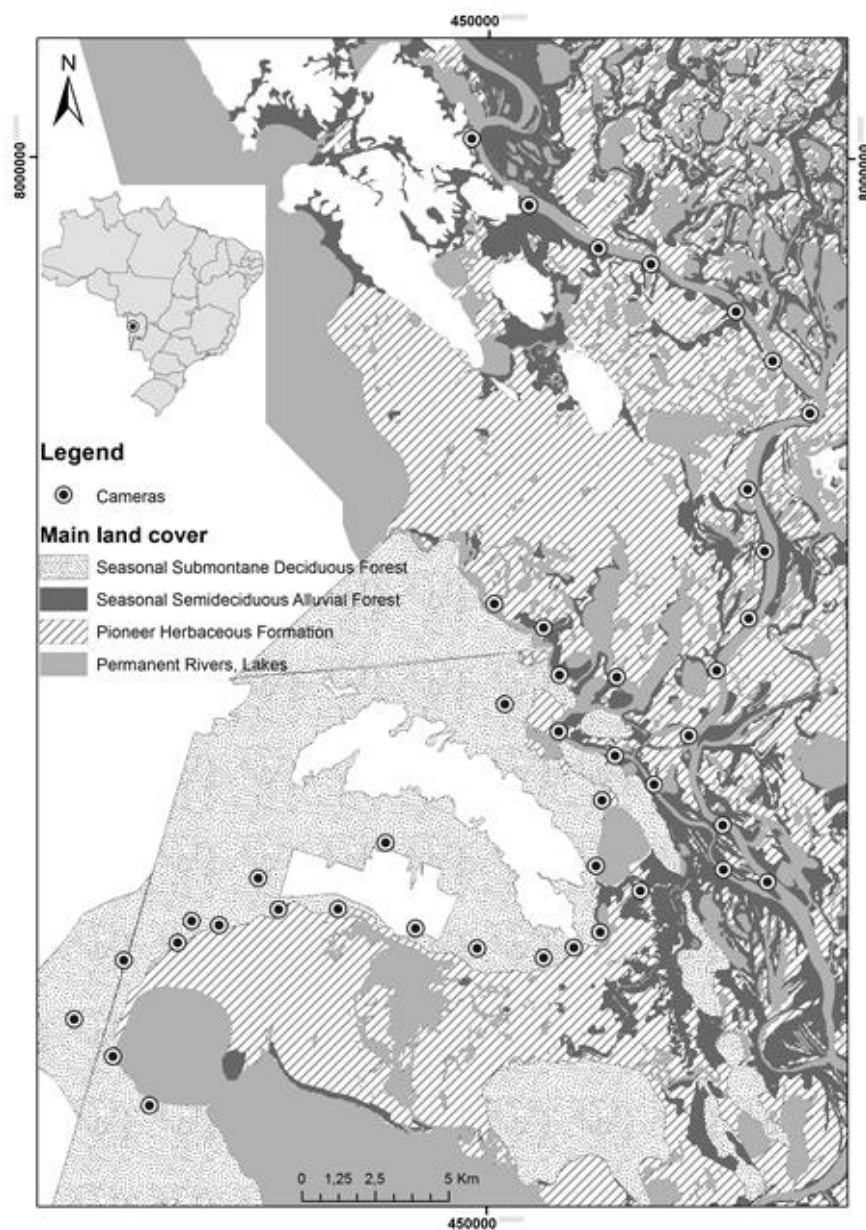 450000
N
8000000
8000000
Legend
Cameras
Main land cover
Seasonal Submontane Deciduous Forest
Seasonal Semideciduous Alluvial Forest
Pioneer Herbaceous Formation
Permanent Rivers, Lakes
0 1,25 2,5 5 Km
450000